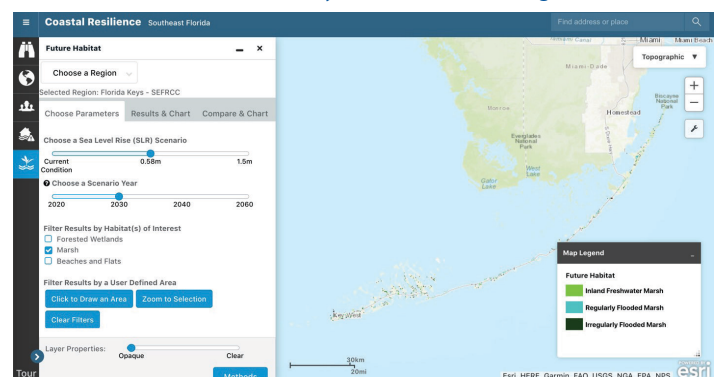 Coastal Resilience Southeast Florida
Find address or place
Future Habitat
Choose a Region
Selected Region: Florida Keys - SEFRCC
Choose Parameters Results & Chart Compare & Chart
Choose a Sea Level Rise (SLR) Scenario
Current Condition 0.58m 1.5m
Choose a Scenario Year
2020 2030 2040 2060
Filter Results by Habitat(s) of Interest
Forested Wetlands
Marsh
Beaches and Flats
Filter Results by a User Defined Area
Click to Draw an Area Zoom to Selection
Clear Filters
Layer Properties:
Opaque Clear
Methods
Tour
Miami Miami Beach
Topographic
Miami-Dade
Biscayne
National
Park
Homestead
Monroe
Everglades
National
Park
West
Lake
Gator
Lake
Key West
30km
20mi
Map Legend
Future Habitat
Inland Freshwater Marsh
Regularly Flooded Marsh
Irregularly Flooded Marsh
Esri, HERE, Garmin, FAO, USGS, NGA, EPA, NPS
esri